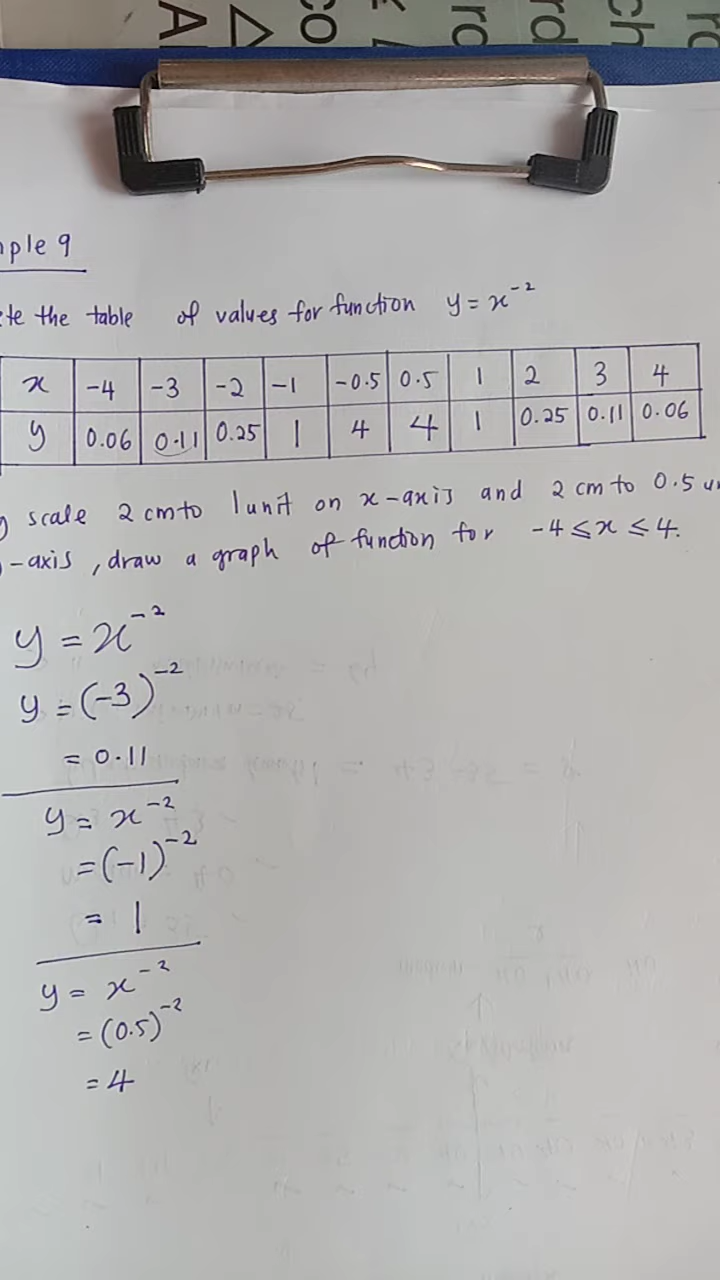 ple 9
te the table of values for function y = x⁻²
x -4 -3 -2 -1 -0.5 0.5 1 2 3 4
y 0.06 0.11 0.25 1 4 4 1 0.25 0.11 0.06
scale 2 cm to 1 unit on x-axis and 2 cm to 0.5 u
-axis, draw a graph of function for -4 ≤ x ≤ 4.
y = x⁻²
y = (-3)⁻²
= 0.11
y = x⁻²
= (-1)⁻²
= 1
y = x⁻²
= (0.5)⁻²
= 4